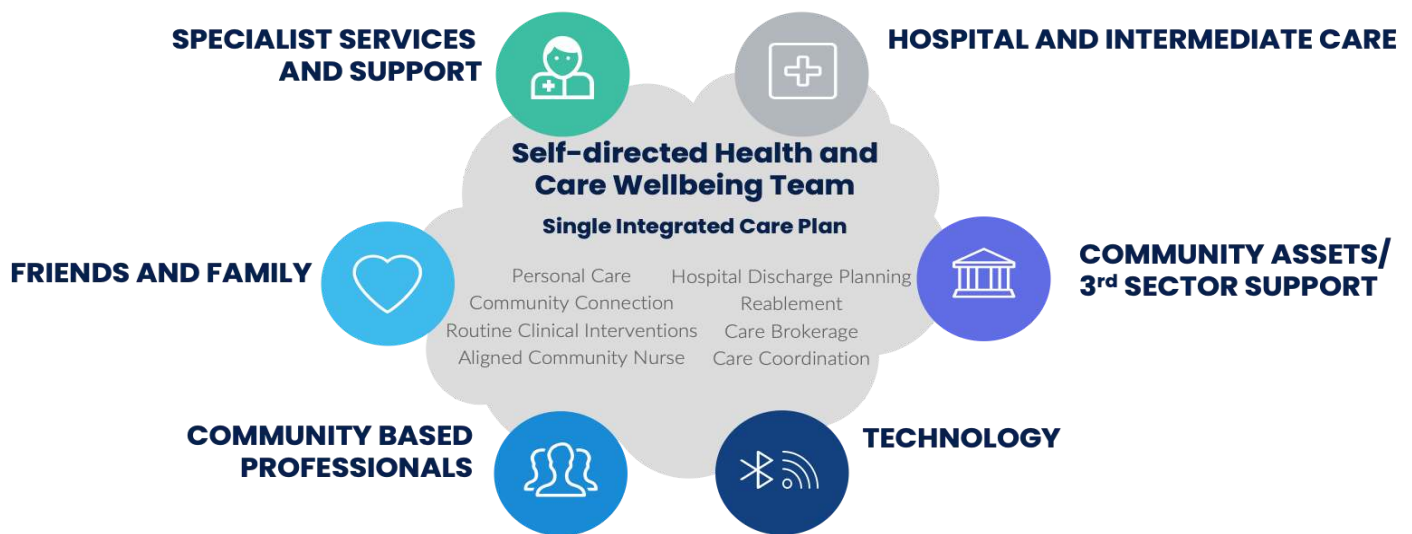 SPECIALIST SERVICES
AND SUPPORT
HOSPITAL AND INTERMEDIATE CARE
Self-directed Health and
Care Wellbeing Team
Single Integrated Care Plan
FRIENDS AND FAMILY
COMMUNITY ASSETS/
3rd SECTOR SUPPORT
Personal Care
Community Connection
Routine Clinical Interventions
Aligned Community Nurse
Hospital Discharge Planning
Reablement
Care Brokerage
Care Coordination
COMMUNITY BASED
PROFESSIONALS
TECHNOLOGY